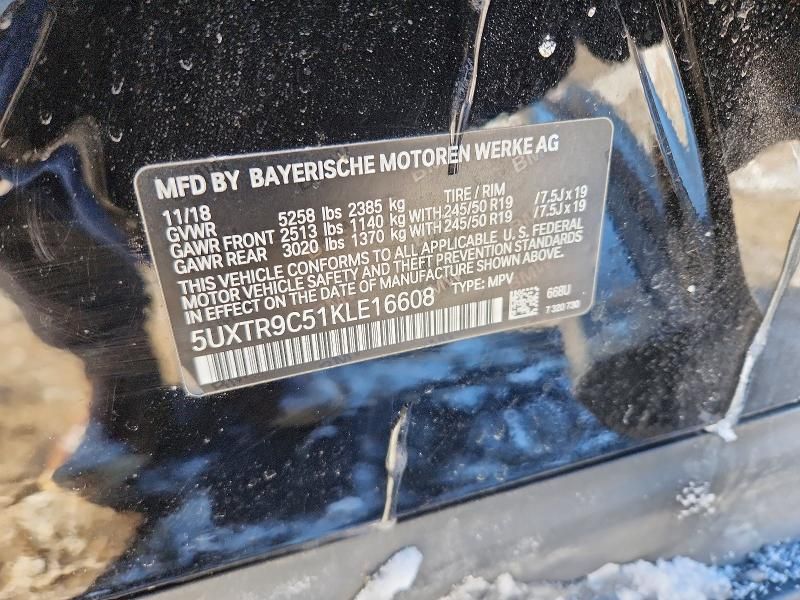 MFD BY BAYERISCHE MOTOREN WERKE AG
11/18 TIRE / RIM
GVWR 5258 lbs 2385 kg
GAWR FRONT 2513 lbs 1140 kg WITH 245/50 R19 /7.5J x 19
GAWR REAR 3020 lbs 1370 kg WITH 245/50 R19 /7.5J x 19
THIS VEHICLE CONFORMS TO ALL APPLICABLE U. S. FEDERAL
MOTOR VEHICLE SAFETY AND THEFT PREVENTION STANDARDS
IN EFFECT ON THE DATE OF MANUFACTURE SHOWN ABOVE.
5UXTR9C51KLE16608 TYPE: MPV
668U
7 320 730